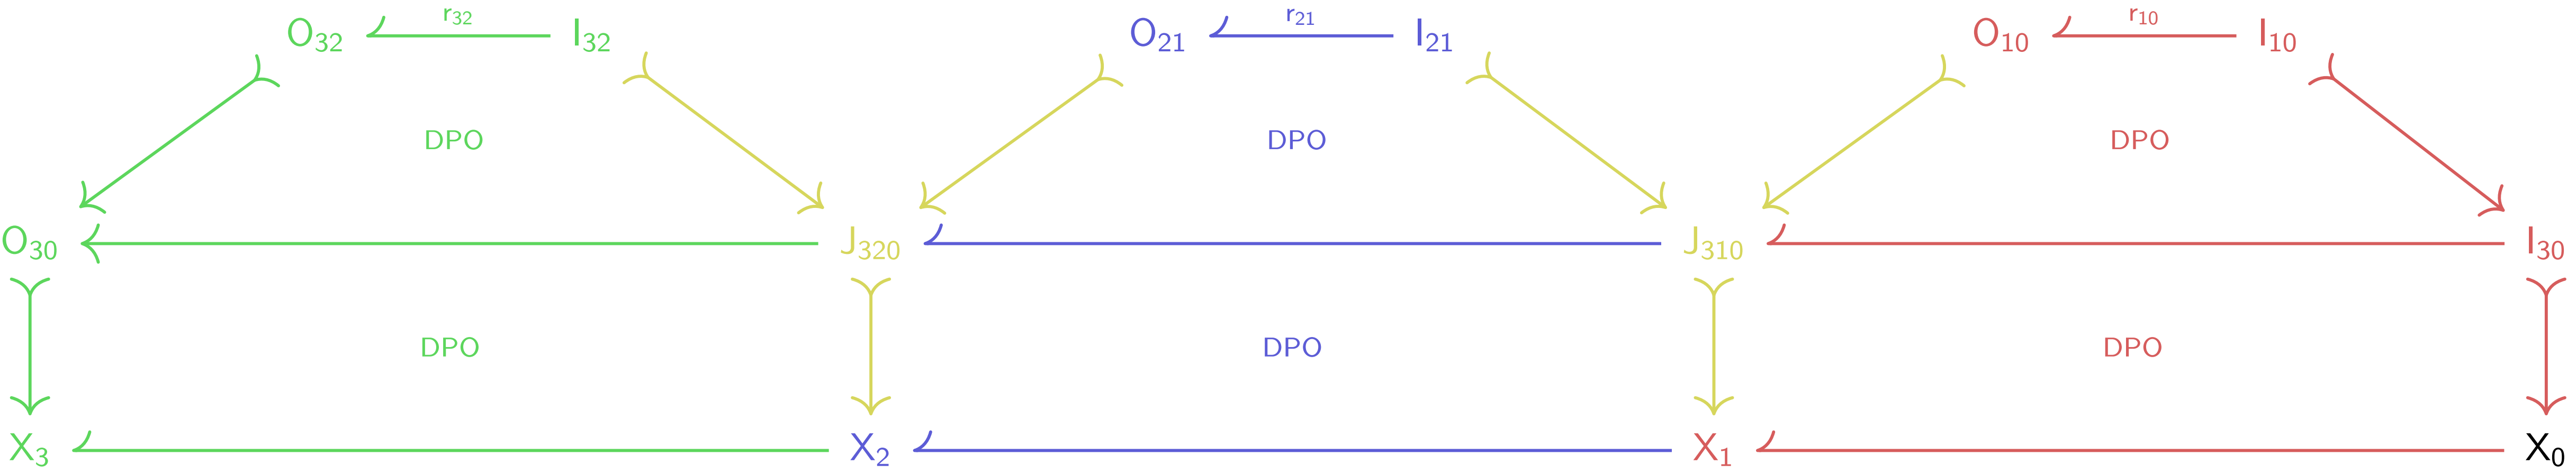 O32 r32 I32 O21 r21 I21 O10 r10 I10
DPO DPO DPO
O30 J320 J310 I30
DPO DPO DPO
X3 X2 X1 X0